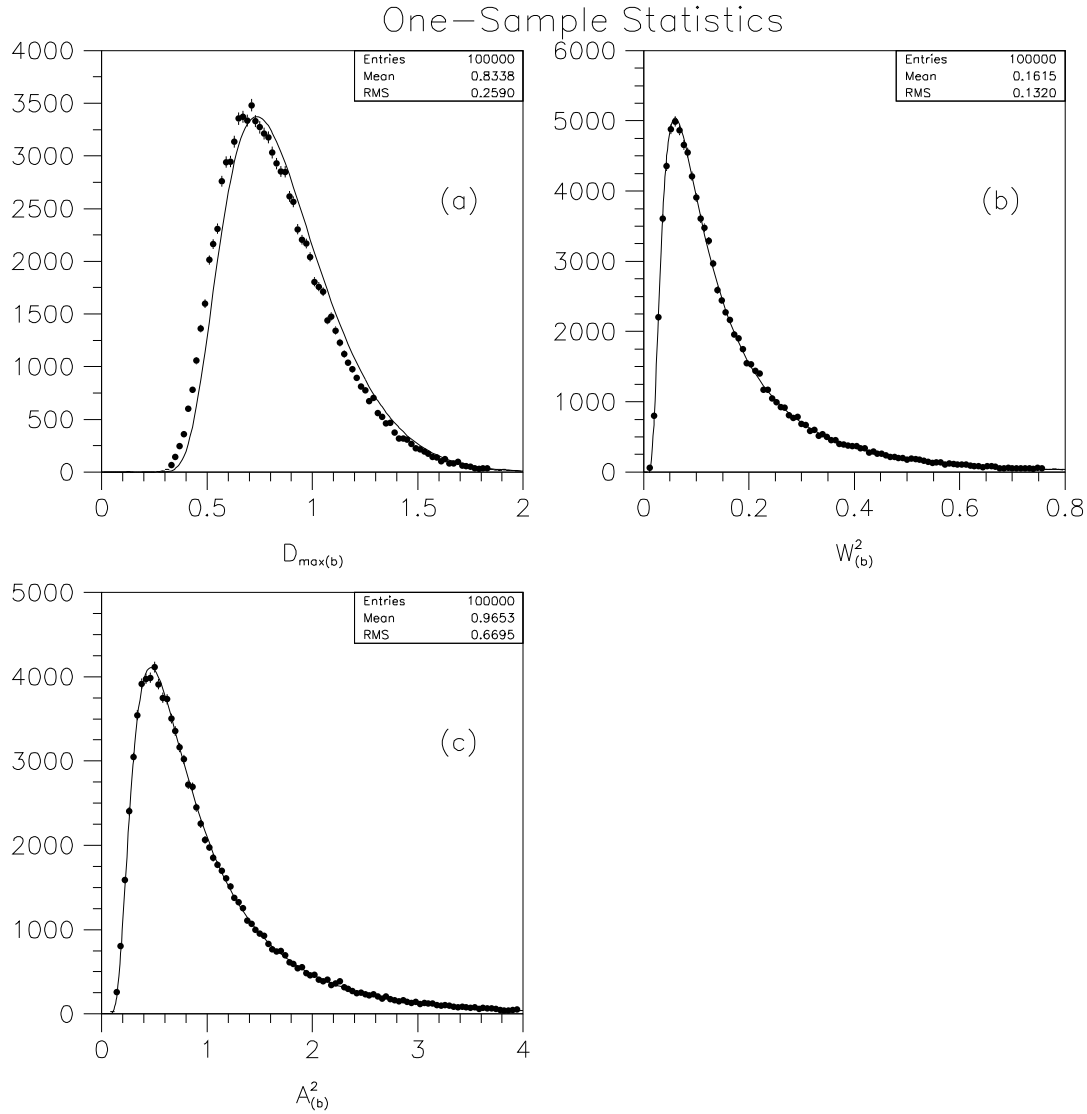 One-Sample Statistics
4000
3500
3000
2500
2000
1500
1000
500
0
0
0.5
1
1.5
2
Entries 100000
Mean 0.8338
RMS 0.2590
(a)
D_max(b)
6000
5000
4000
3000
2000
1000
0
0
0.2
0.4
0.6
0.8
Entries 100000
Mean 0.1615
RMS 0.1320
(b)
W²(b)
5000
4000
3000
2000
1000
0
0
1
2
3
4
Entries 100000
Mean 0.9653
RMS 0.6695
(c)
A²(b)